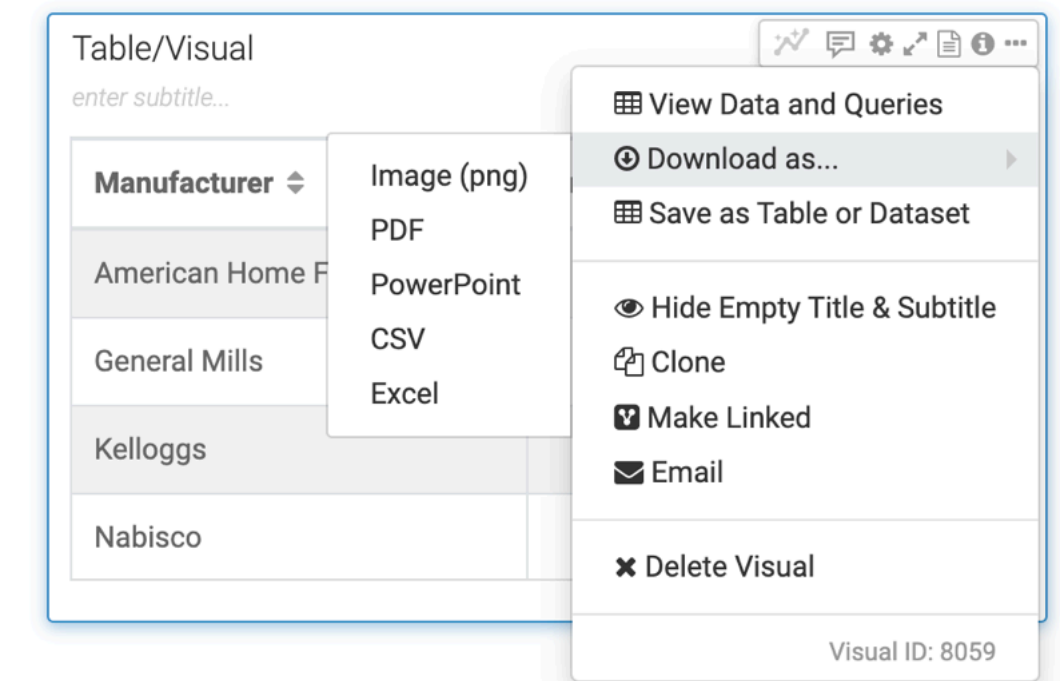 Table/Visual
enter subtitle...
Manufacturer
American Home F
General Mills
Kelloggs
Nabisco
Image (png)
PDF
PowerPoint
CSV
Excel
View Data and Queries
Download as...
Save as Table or Dataset
Hide Empty Title & Subtitle
Clone
Make Linked
Email
Delete Visual
Visual ID: 8059